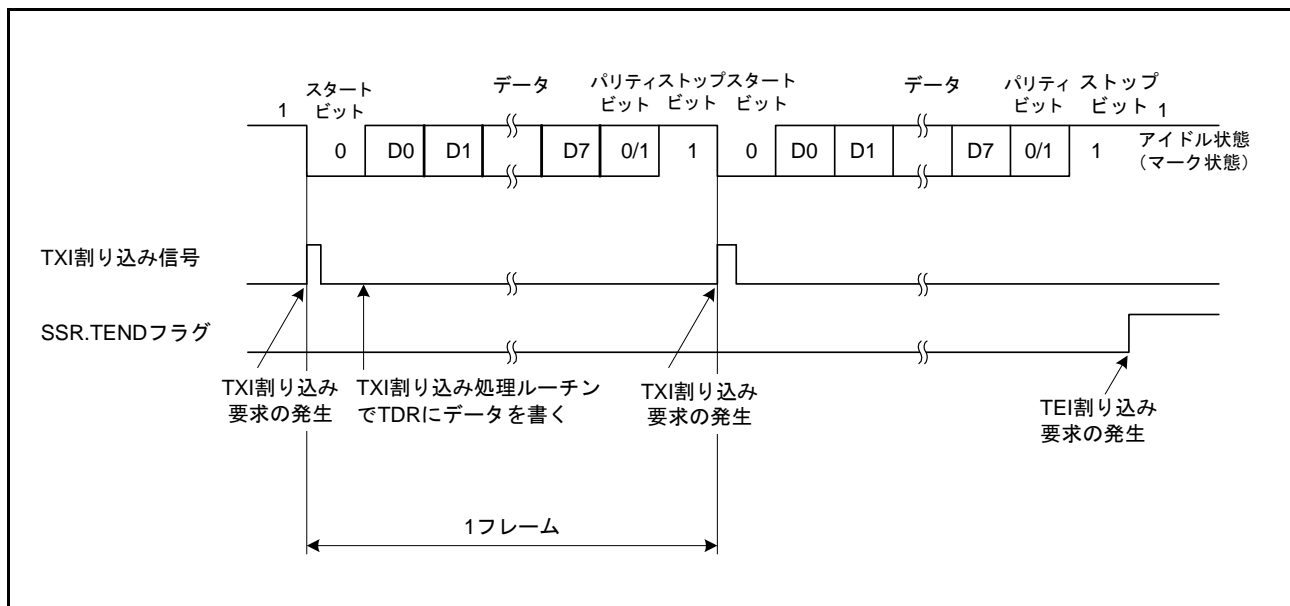 スタート
ビット
データ
パリティ
ビット
ストップ
ビット
スタート
ビット
データ
パリティ
ビット
ストップ
ビット
1
0
D0
D1
D7
0/1
1
0
D0
D1
D7
0/1
1
1
アイドル状態
（マーク状態）
TXI割り込み信号
SSR.TENDフラグ
TXI割り込み
要求の発生
TXI割り込み処理ルーチン
でTDRにデータを書く
TXI割り込み
要求の発生
TEI割り込み
要求の発生
1フレーム